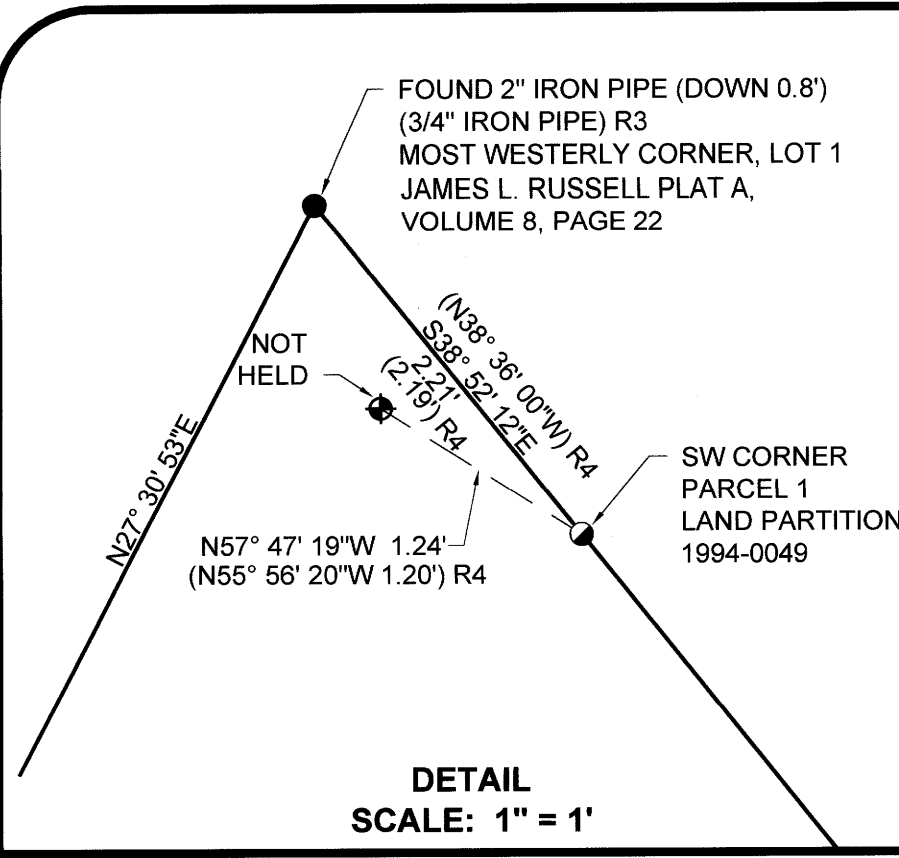 FOUND 2" IRON PIPE (DOWN 0.8')
(3/4" IRON PIPE) R3
MOST WESTERLY CORNER, LOT 1
JAMES L. RUSSELL PLAT A,
VOLUME 8, PAGE 22
(N38° 36' 00"W) R4
S38° 52' 12"E
2.21'
(2.19') R4
NOT
HELD
N27° 30' 53"E
SW CORNER
PARCEL 1
LAND PARTITION
1994-0049
N57° 47' 19"W 1.24'
(N55° 56' 20"W 1.20') R4
DETAIL
SCALE: 1" = 1'